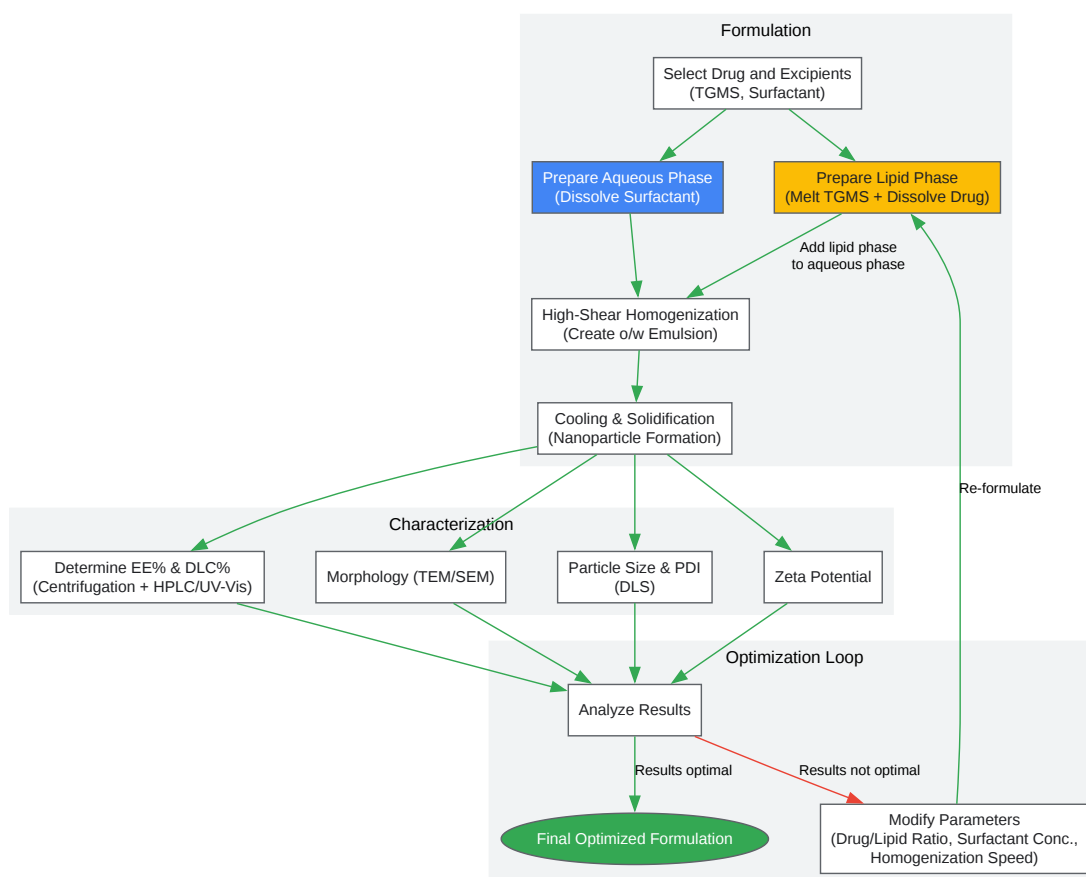 Formulation
Select Drug and Excipients
(TGMS, Surfactant)
Prepare Aqueous Phase
(Dissolve Surfactant)
Prepare Lipid Phase
(Melt TGMS + Dissolve Drug)
Add lipid phase
to aqueous phase
High-Shear Homogenization
(Create o/w Emulsion)
Cooling & Solidification
(Nanoparticle Formation)
Re-formulate
Characterization
Determine EE% & DLC%
(Centrifugation + HPLC/UV-Vis)
Morphology (TEM/SEM)
Particle Size & PDI
(DLS)
Zeta Potential
Optimization Loop
Analyze Results
Results optimal
Results not optimal
Final Optimized Formulation
Modify Parameters
(Drug/Lipid Ratio, Surfactant Conc.,
Homogenization Speed)